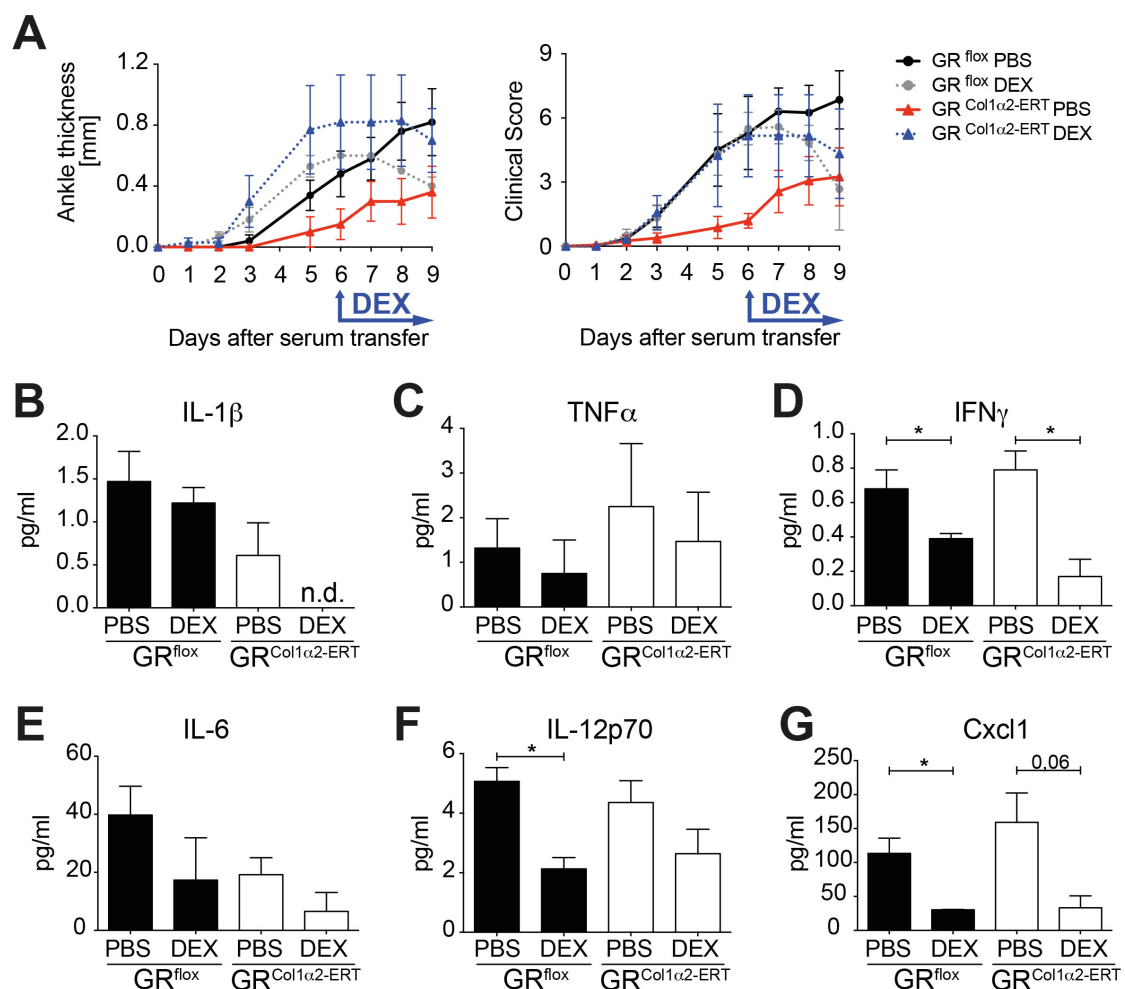 A
Ankle thickness
[mm]
1.2
0.8
0.4
0.0
0 1 2 3 4 5 6 7 8 9
DEX
Days after serum transfer
Clinical Score
9
6
3
0
0 1 2 3 4 5 6 7 8 9
DEX
Days after serum transfer
GR flox PBS
GR flox DEX
GR Col1α2-ERT PBS
GR Col1α2-ERT DEX
B
IL-1β
pg/ml
2.0
1.5
1.0
0.5
0.0
n.d.
PBS DEX PBS DEX
GRflox GRCol1α2-ERT
C
TNFα
pg/ml
4
3
2
1
0
PBS DEX PBS DEX
GRflox GRCol1α2-ERT
D
IFNγ
pg/ml
1.0
0.8
0.6
0.4
0.2
0.0
* *
PBS DEX PBS DEX
GRflox GRCol1α2-ERT
E
IL-6
pg/ml
60
40
20
0
PBS DEX PBS DEX
GRflox GRCol1α2-ERT
F
IL-12p70
pg/ml
6
4
2
0
*
PBS DEX PBS DEX
GRflox GRCol1α2-ERT
G
Cxcl1
pg/ml
250
200
150
100
50
0
* 0,06
PBS DEX PBS DEX
GRflox GRCol1α2-ERT